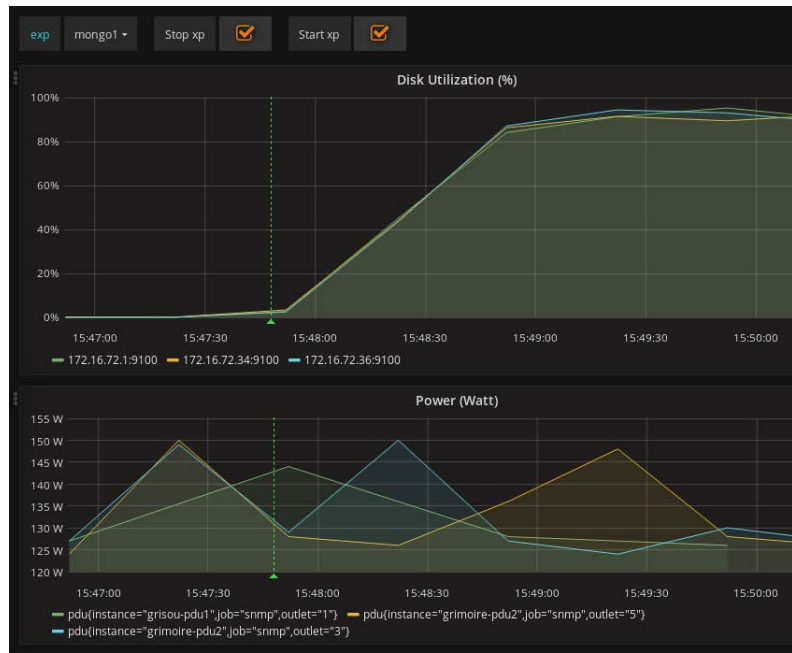 exp mongo1 Stop xp Start xp
Disk Utilization (%)
100%
80%
60%
40%
20%
0%
15:47:00 15:47:30 15:48:00 15:48:30 15:49:00 15:49:30 15:50:00
172.16.72.1:9100 172.16.72.34:9100 172.16.72.36:9100
Power (Watt)
155 W
150 W
145 W
140 W
135 W
130 W
125 W
120 W
15:47:00 15:47:30 15:48:00 15:48:30 15:49:00 15:49:30 15:50:00
pdu{instance="grisou-pdu1",job="snmp",outlet="1"} pdu{instance="grimoire-pdu2",job="snmp",outlet="5"}
pdu{instance="grimoire-pdu2",job="snmp",outlet="3"}